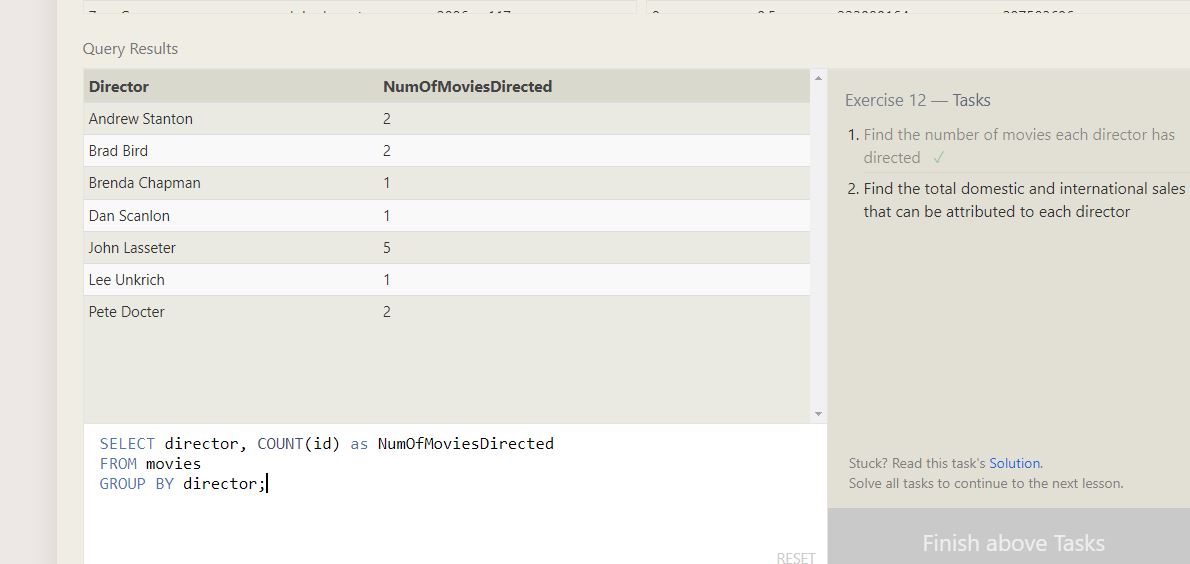 Query Results
Director NumOfMoviesDirected
Andrew Stanton 2
Brad Bird 2
Brenda Chapman 1
Dan Scanlon 1
John Lasseter 5
Lee Unkrich 1
Pete Docter 2
SELECT director, COUNT(id) as NumOfMoviesDirected
FROM movies
GROUP BY director;
RESET
Exercise 12 — Tasks
1. Find the number of movies each director has
directed ✓
2. Find the total domestic and international sales
that can be attributed to each director
Stuck? Read this task's Solution.
Solve all tasks to continue to the next lesson.
Finish above Tasks